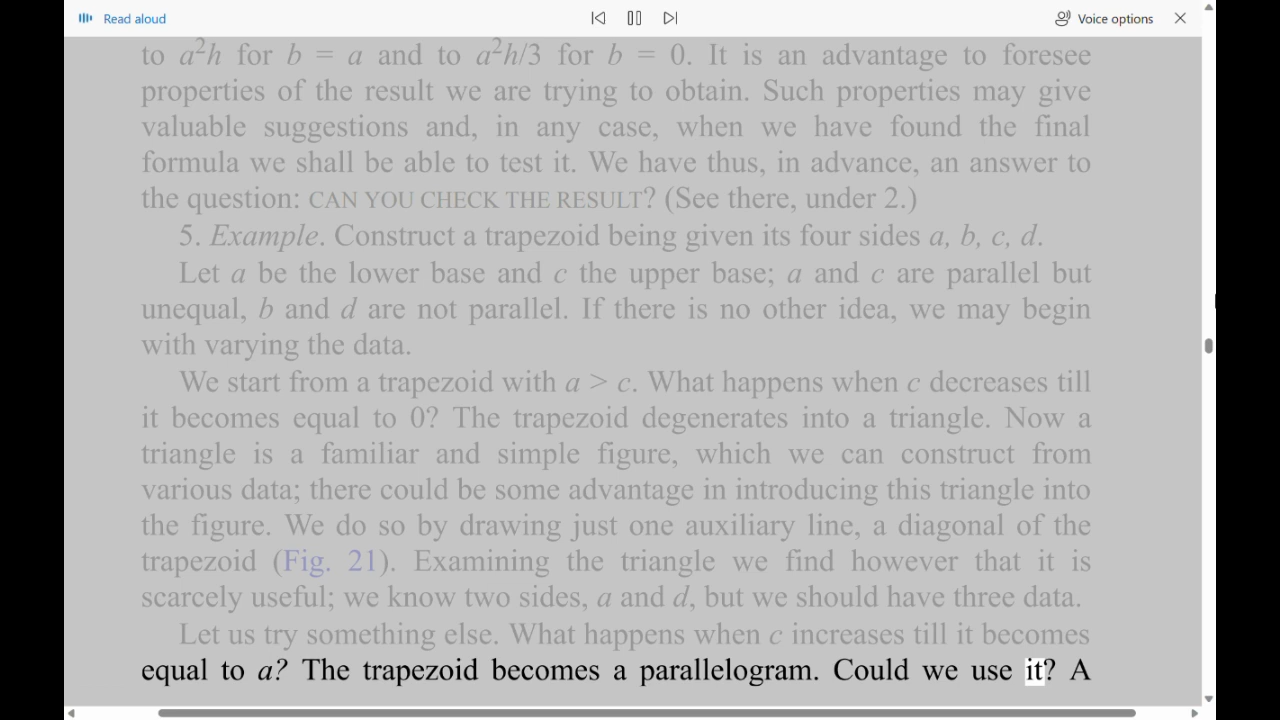 Read aloud
Voice options
to a²h for b = a and to a²h/3 for b = 0. It is an advantage to foresee
properties of the result we are trying to obtain. Such properties may give
valuable suggestions and, in any case, when we have found the final
formula we shall be able to test it. We have thus, in advance, an answer to
the question: CAN YOU CHECK THE RESULT? (See there, under 2.)
5. Example. Construct a trapezoid being given its four sides a, b, c, d.
Let a be the lower base and c the upper base; a and c are parallel but
unequal, b and d are not parallel. If there is no other idea, we may begin
with varying the data.
We start from a trapezoid with a > c. What happens when c decreases till
it becomes equal to 0? The trapezoid degenerates into a triangle. Now a
triangle is a familiar and simple figure, which we can construct from
various data; there could be some advantage in introducing this triangle into
the figure. We do so by drawing just one auxiliary line, a diagonal of the
trapezoid (Fig. 21). Examining the triangle we find however that it is
scarcely useful; we know two sides, a and d, but we should have three data.
Let us try something else. What happens when c increases till it becomes
equal to a? The trapezoid becomes a parallelogram. Could we use it? A